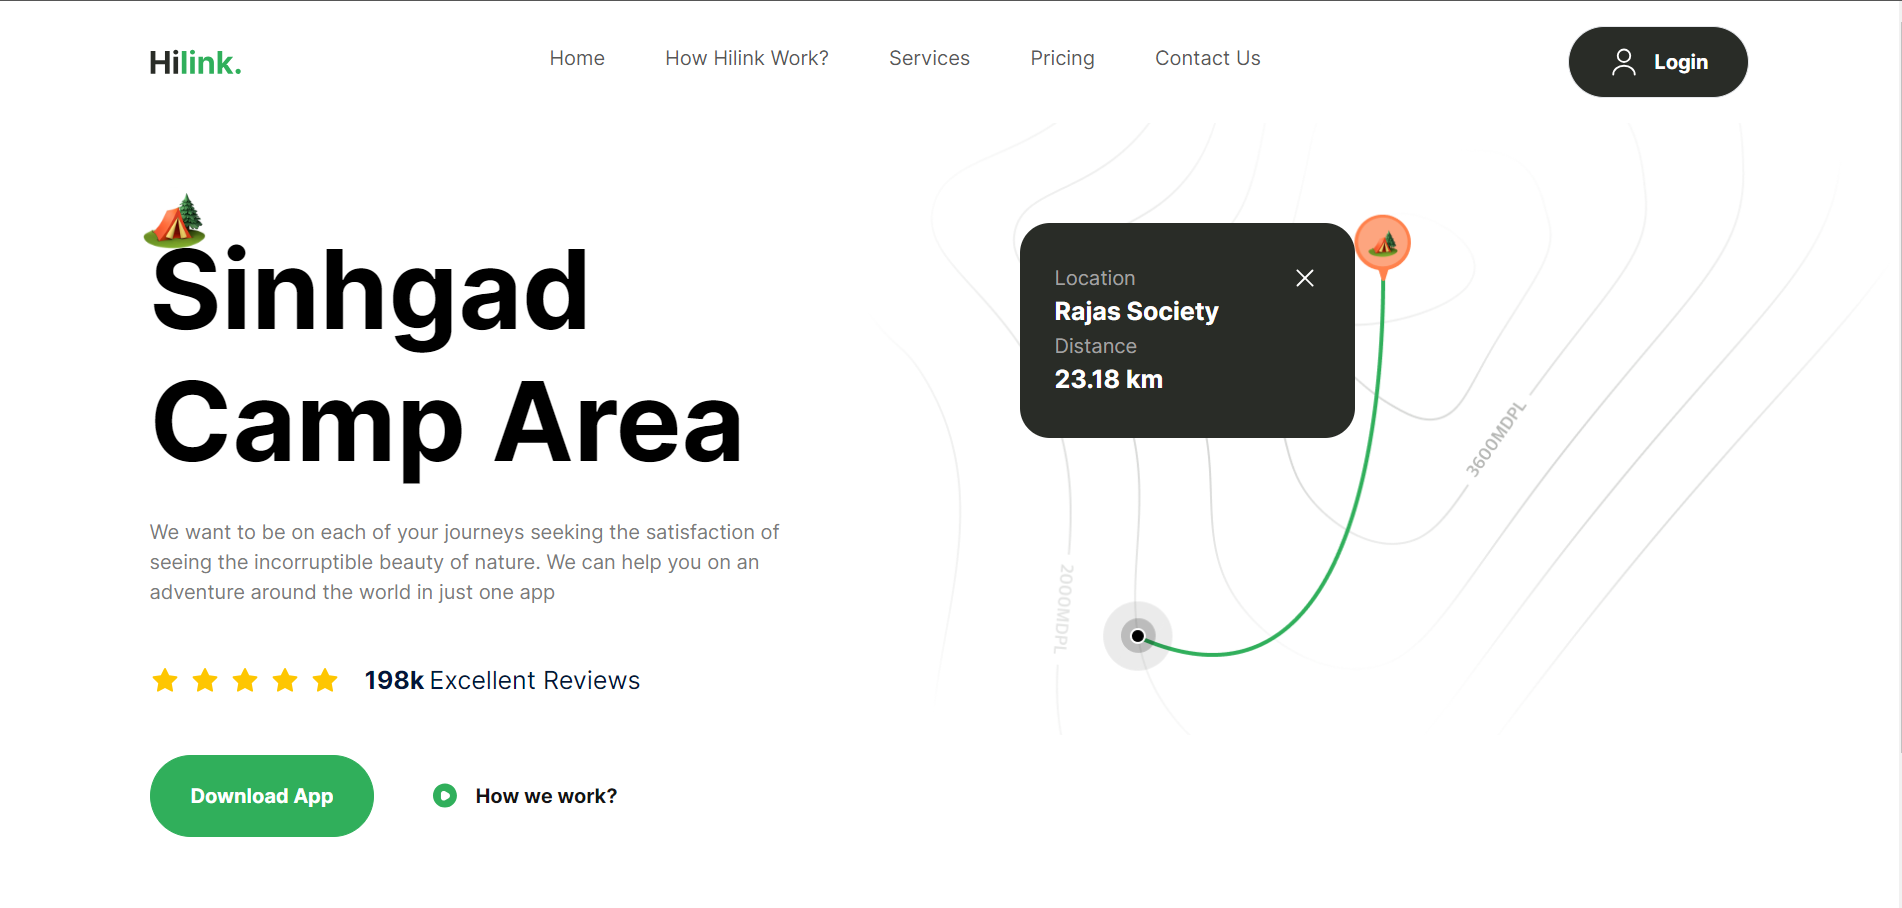 Hilink.
Home
How Hilink Work?
Services
Pricing
Contact Us
Login
Sinhgad
Camp Area
We want to be on each of your journeys seeking the satisfaction of
seeing the incorruptible beauty of nature. We can help you on an
adventure around the world in just one app
198k Excellent Reviews
Download App
How we work?
Location
Rajas Society
Distance
23.18 km
3600MDPL
2000MDPL